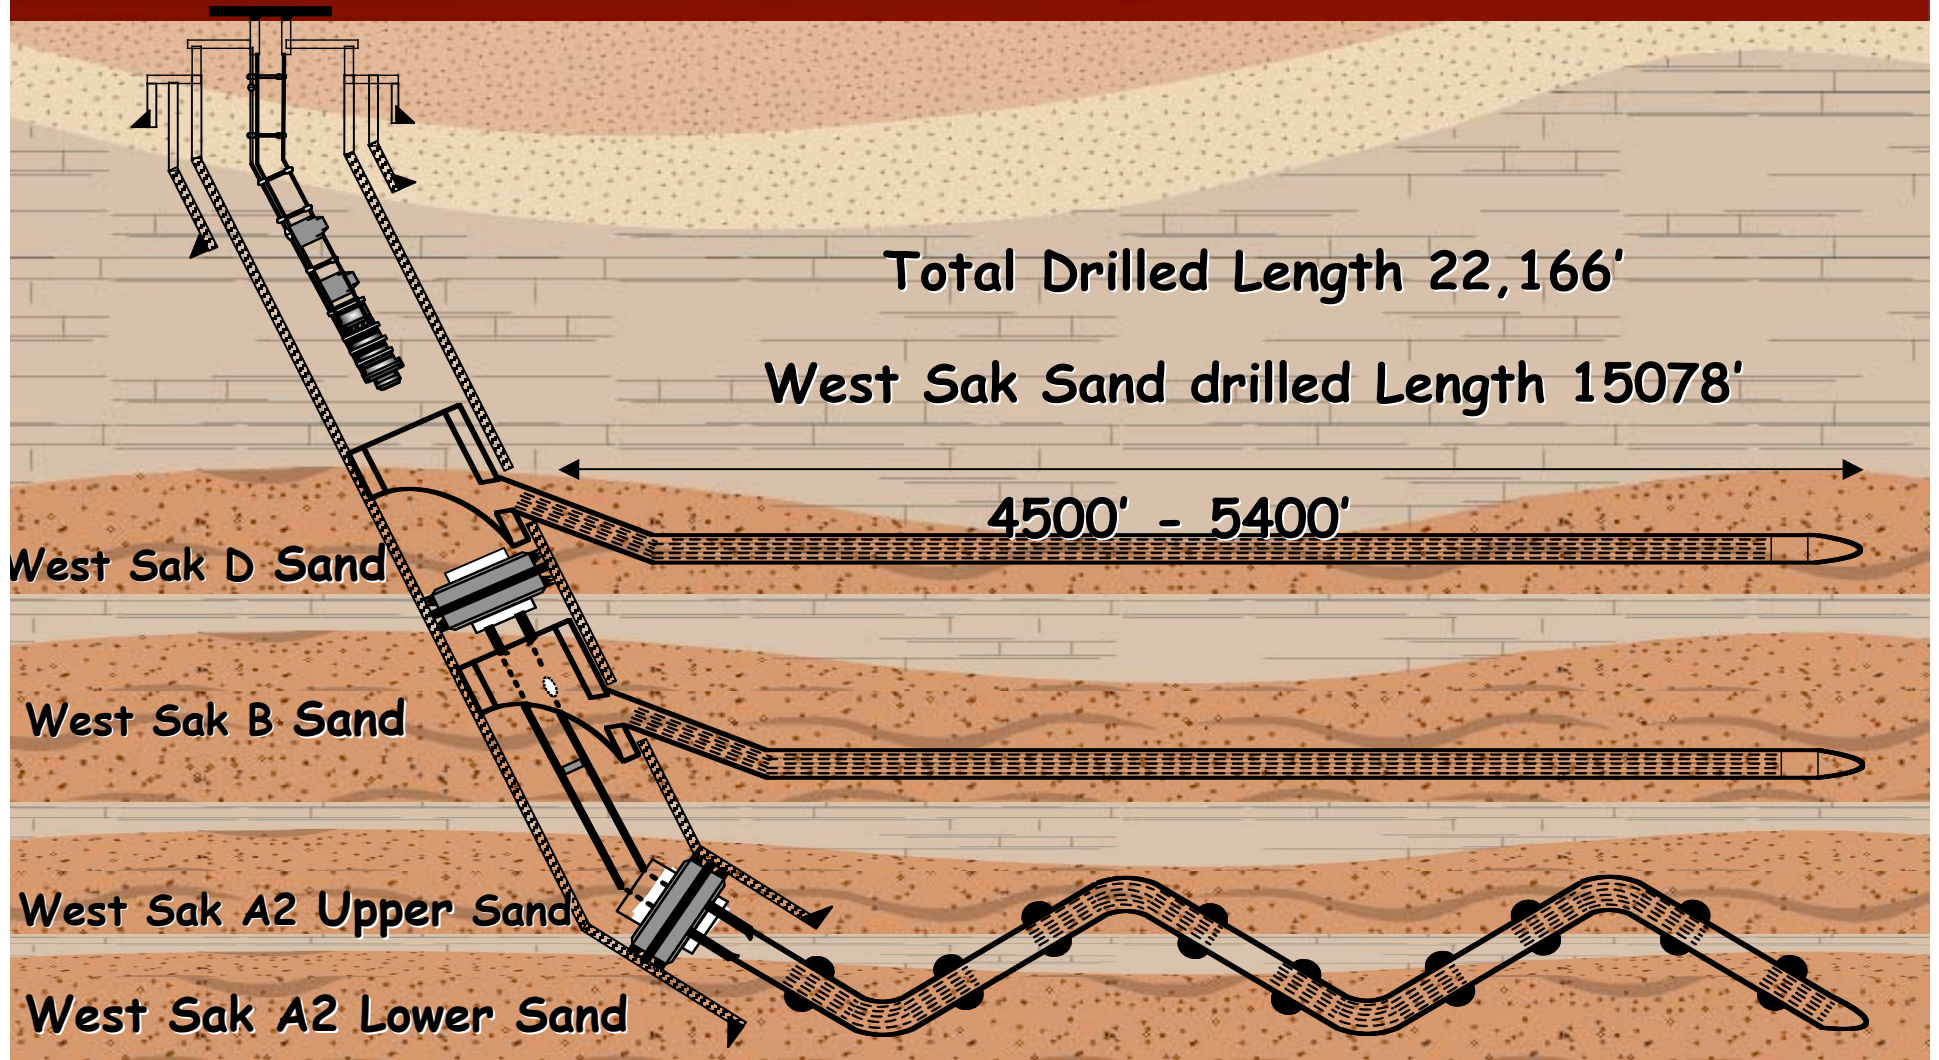 Total Drilled Length 22,166'
West Sak Sand drilled Length 15078'
4500' - 5400'
West Sak D Sand
West Sak B Sand
West Sak A2 Upper Sand
West Sak A2 Lower Sand